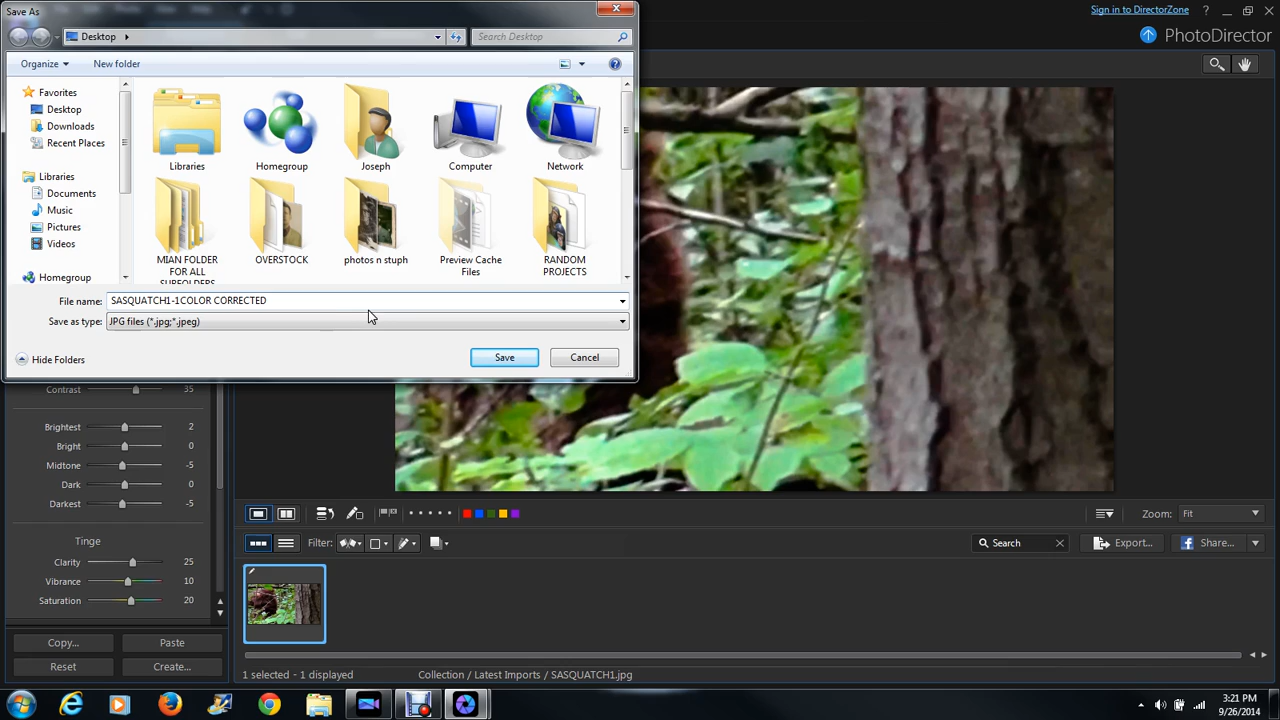 Save As
Sign in to DirectorZone
?
Desktop
Search Desktop
PhotoDirector
Organize
New folder
Favorites
Desktop
Downloads
Recent Places
Libraries
Documents
Music
Pictures
Videos
Homegroup
Libraries
Homegroup
Joseph
Computer
Network
MIAN FOLDER
FOR ALL
SUBFOLDERS
OVERSTOCK
photos n stuph
Preview Cache
Files
RANDOM
PROJECTS
File name: SASQUATCH1-1COLOR CORRECTED
Save as type: JPG files (*.jpg;*.jpeg)
Hide Folders
Save
Cancel
Contrast 35
Brightest 2
Bright 0
Midtone -5
Dark 0
Darkest -5
Tinge
Clarity 25
Vibrance 10
Saturation 20
Copy...
Paste
Reset
Create...
Zoom: Fit
Filter:
Search
Export...
Share...
1 selected - 1 displayed
Collection / Latest Imports / SASQUATCH1.jpg
3:21 PM
9/26/2014